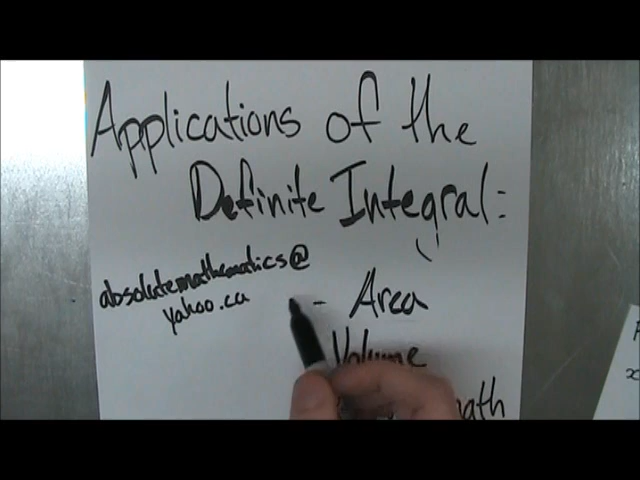 Applications of the
Definite Integral:
absolutemathematics@
yahoo.ca
- Area
Volume